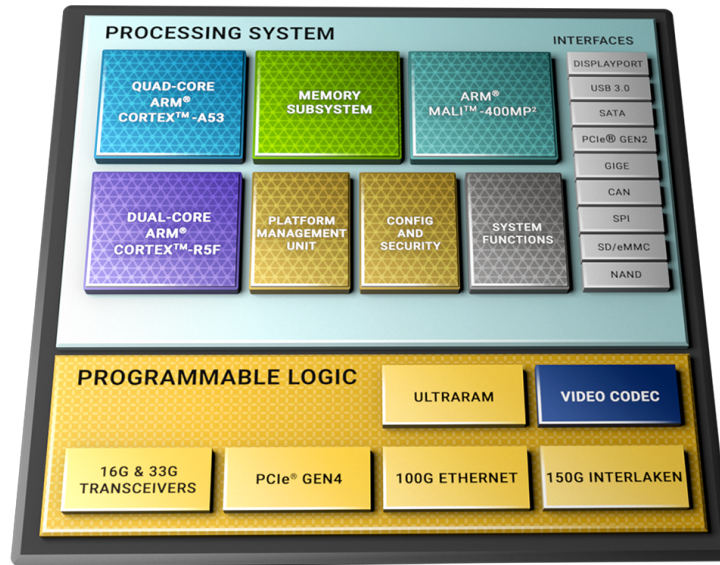 PROCESSING SYSTEM
INTERFACES
QUAD-CORE
ARM®
CORTEX™-A53
MEMORY
SUBSYSTEM
ARM®
MALI™-400MP²
DUAL-CORE
ARM®
CORTEX™-R5F
PLATFORM
MANAGEMENT
UNIT
CONFIG
AND
SECURITY
SYSTEM
FUNCTIONS
DISPLAYPORT
USB 3.0
SATA
PCIe® GEN2
GIGE
CAN
SPI
SD/eMMC
NAND
PROGRAMMABLE LOGIC
ULTRARAM
VIDEO CODEC
16G & 33G
TRANSCEIVERS
PCIe® GEN4
100G ETHERNET
150G INTERLAKEN